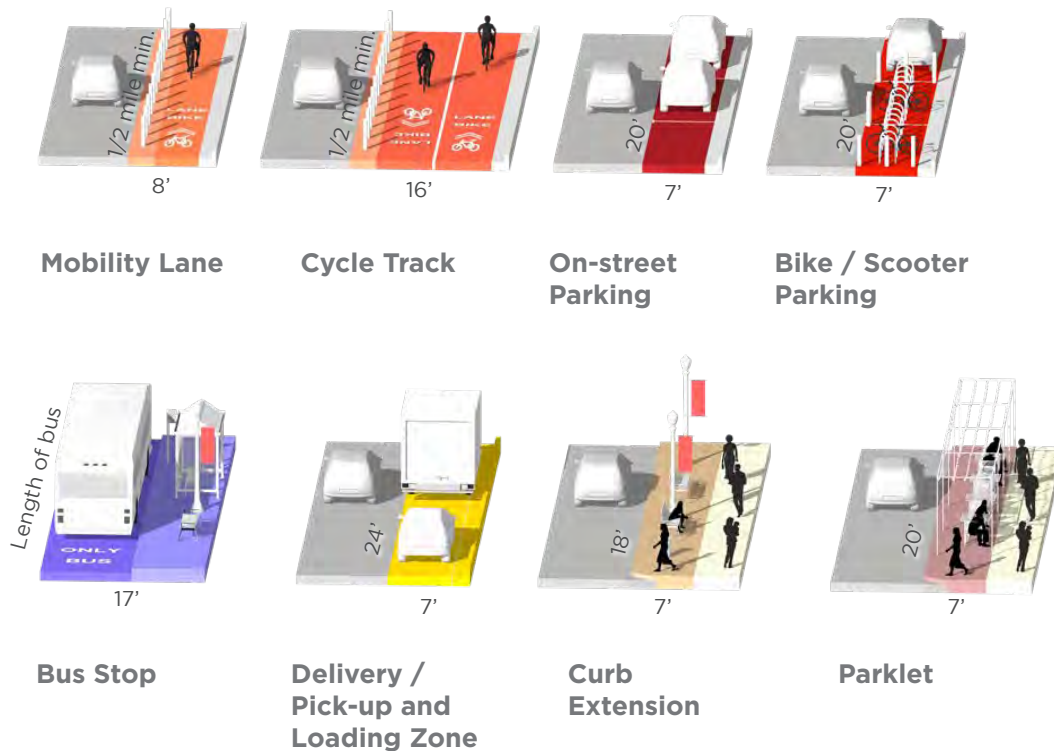 1/2 mile min.
LANE
BIKE
8’
1/2 mile min.
LANE
BIKE
LANE
BIKE
16’
20’
7’
20’
7’
Mobility Lane
Cycle Track
On-street
Parking
Bike / Scooter
Parking
Length of bus
ONLY
BUS
17’
24’
7’
18’
7’
20’
7’
Bus Stop
Delivery /
Pick-up and
Loading Zone
Curb
Extension
Parklet